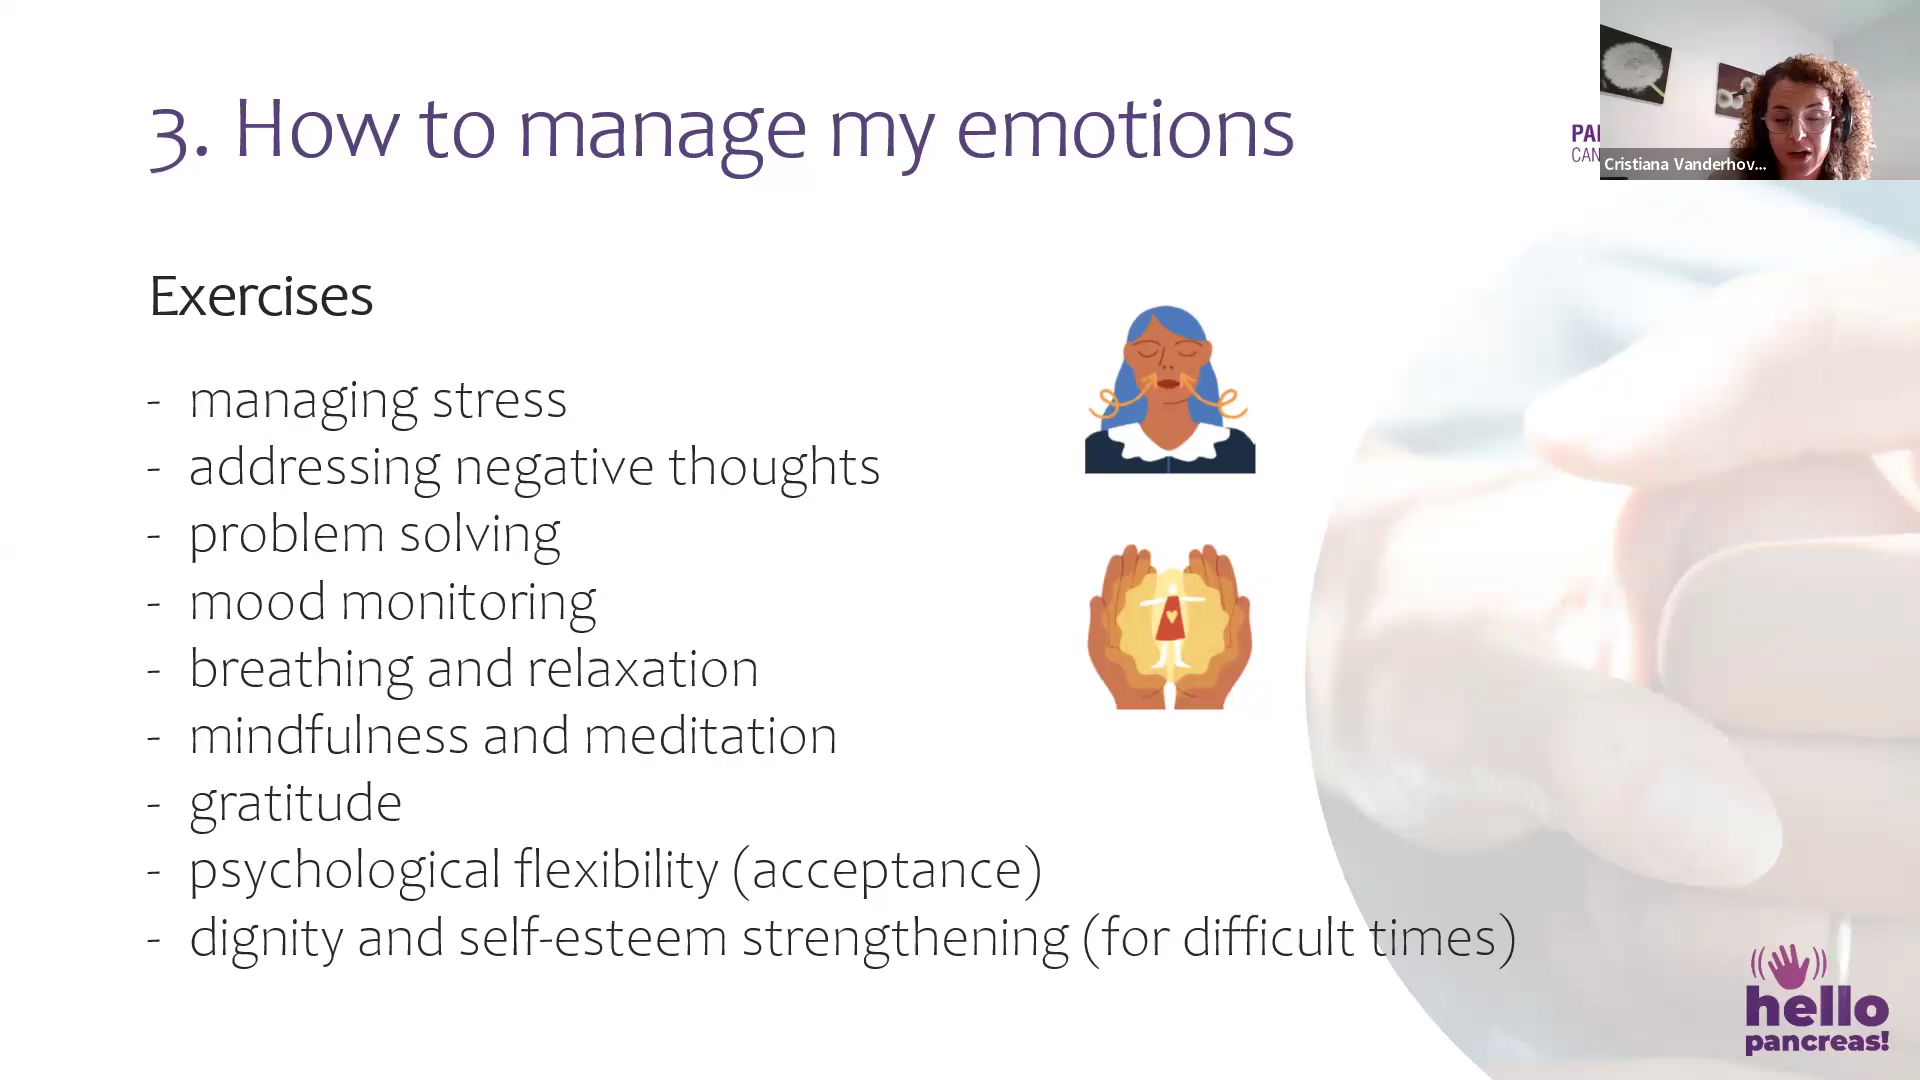 3. How to manage my emotions
PA
CAN
Cristiana Vanderhov...
Exercises
- managing stress
- addressing negative thoughts
- problem solving
- mood monitoring
- breathing and relaxation
- mindfulness and meditation
- gratitude
- psychological flexibility (acceptance)
- dignity and self-esteem strengthening (for difficult times)
hello
pancreas!